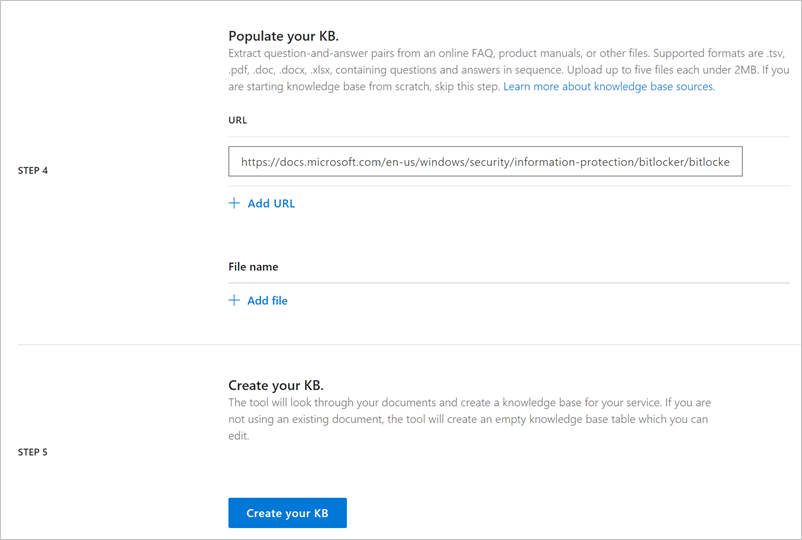 Populate your KB.
Extract question-and-answer pairs from an online FAQ, product manuals, or other files. Supported formats are .tsv,
.pdf, .doc, .docx, .xlsx, containing questions and answers in sequence. Upload up to five files each under 2MB. If you
are starting knowledge base from scratch, skip this step. Learn more about knowledge base sources.
URL
STEP 4
https://docs.microsoft.com/en-us/windows/security/information-protection/bitlocker/bitlocke
+ Add URL
File name
+ Add file
Create your KB.
The tool will look through your documents and create a knowledge base for your service. If you are
not using an existing document, the tool will create an empty knowledge base table which you can
edit.
STEP 5
Create your KB